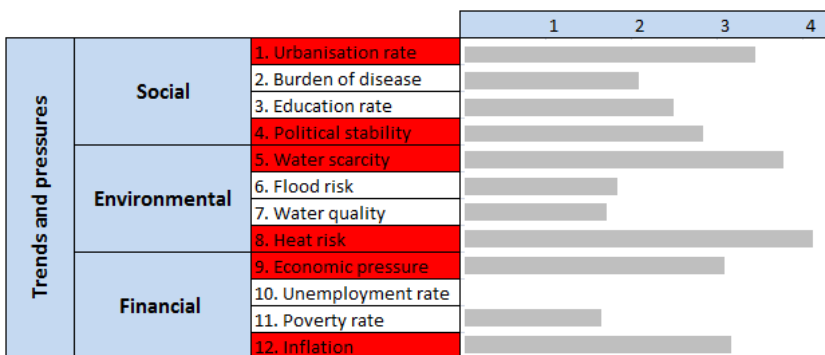 1 2 3 4
Trends and pressures
Social
1. Urbanisation rate
2. Burden of disease
3. Education rate
4. Political stability
Environmental
5. Water scarcity
6. Flood risk
7. Water quality
8. Heat risk
Financial
9. Economic pressure
10. Unemployment rate
11. Poverty rate
12. Inflation